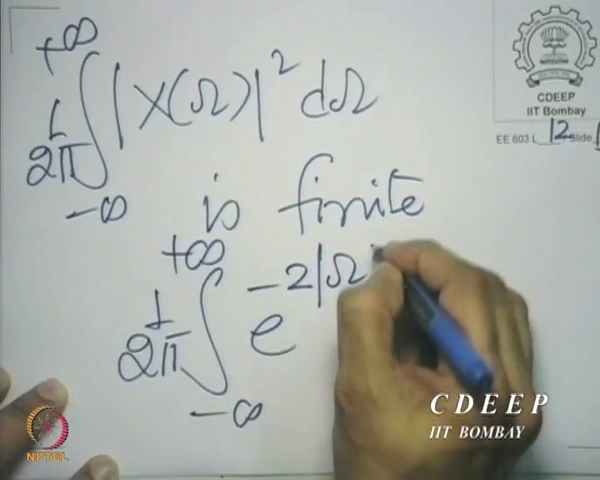 +∞
1/2π ∫ |X(Ω)|² dΩ
-∞
is finite
+∞
1/2π ∫ e^-2|Ω
-∞
CDEEP
IIT Bombay
EE 603 L 12 Slide 1
CDEEP
IIT BOMBAY
NPTEL